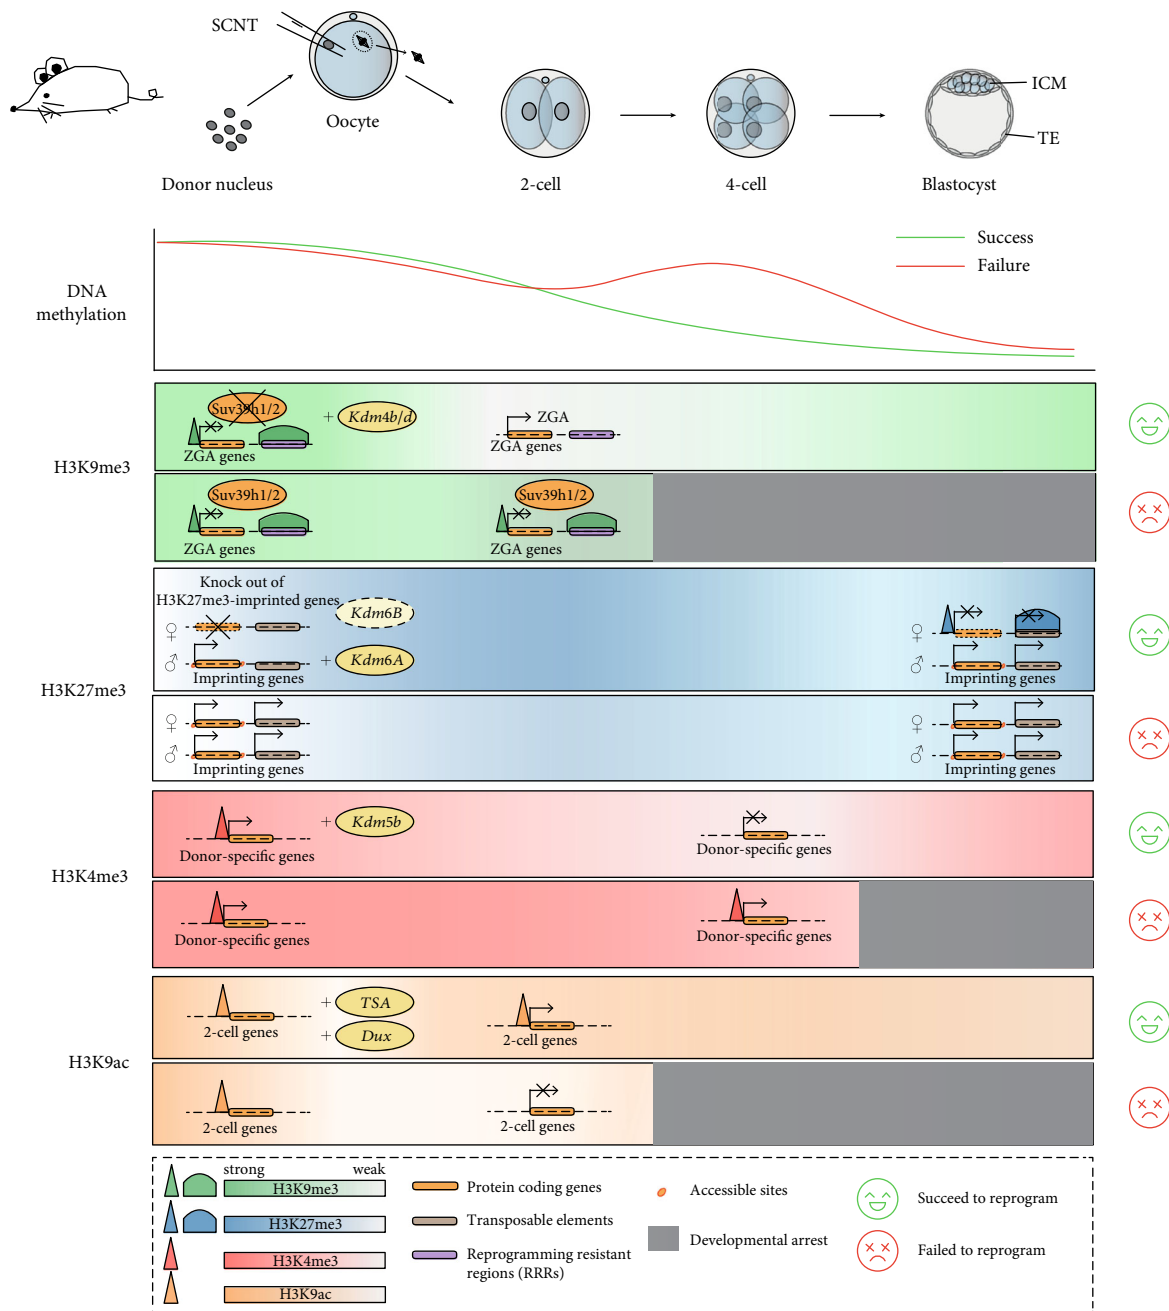 SCNT
Oocyte
Donor nucleus
2-cell
4-cell
Blastocyst
ICM
TE
DNA
methylation
Success
Failure
H3K9me3
Suv39h1/2
+ Kdm4b/d
ZGA genes
ZGA
ZGA genes
Suv39h1/2
ZGA genes
Suv39h1/2
ZGA genes
H3K27me3
Knock out of
H3K27me3-imprinted genes
♀
♂
Kdm6B
+ Kdm6A
Imprinting genes
♀
♂
Imprinting genes
♀
♂
Imprinting genes
♀
♂
Imprinting genes
H3K4me3
+ Kdm5b
Donor-specific genes
Donor-specific genes
Donor-specific genes
Donor-specific genes
H3K9ac
+ TSA
+ Dux
2-cell genes
2-cell genes
2-cell genes
2-cell genes
strong weak
H3K9me3
H3K27me3
H3K4me3
H3K9ac
Protein coding genes
Transposable elements
Reprogramming resistant
regions (RRRs)
Accessible sites
Developmental arrest
Succeed to reprogram
Failed to reprogram